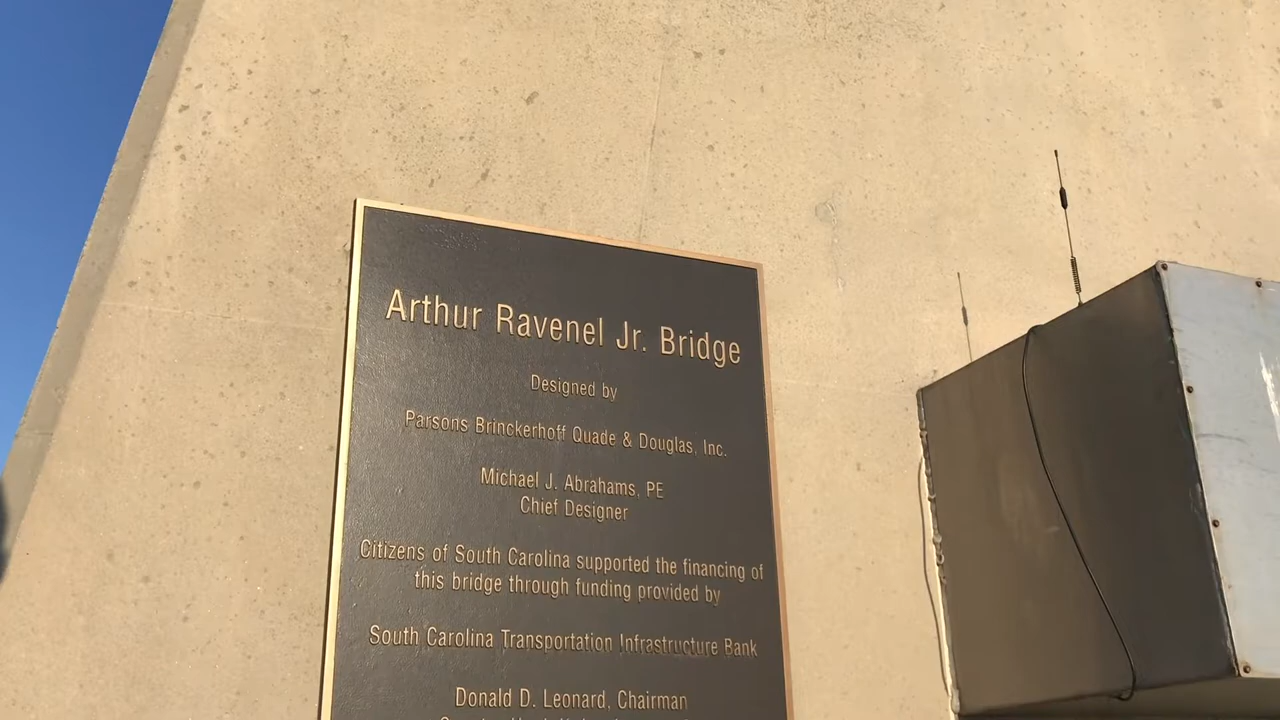 Arthur Ravenel Jr. Bridge
Designed by
Parsons Brinckerhoff Quade & Douglas, Inc.
Michael J. Abrahams, PE
Chief Designer
Citizens of South Carolina supported the financing of
this bridge through funding provided by
South Carolina Transportation Infrastructure Bank
Donald D. Leonard, Chairman